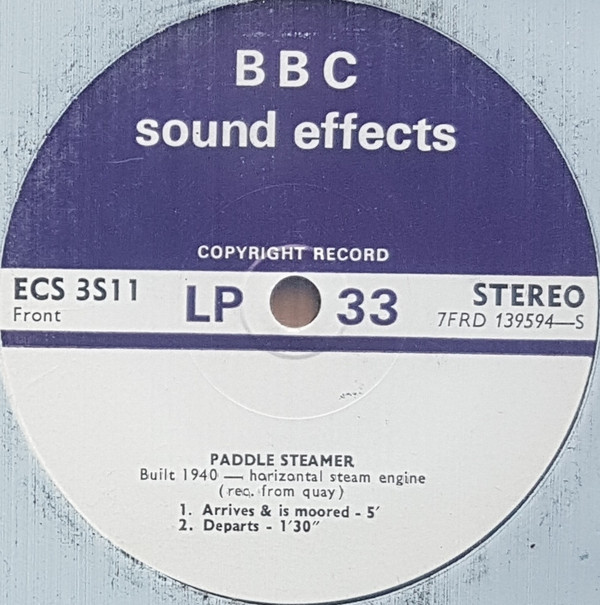 BBC
sound effects
COPYRIGHT RECORD
ECS 3S11
Front
LP 33
STEREO
7FRD 139594—S
PADDLE STEAMER
Built 1940 — horizontal steam engine
(rec. from quay)
1. Arrives & is moored - 5′
2. Departs - 1′30″